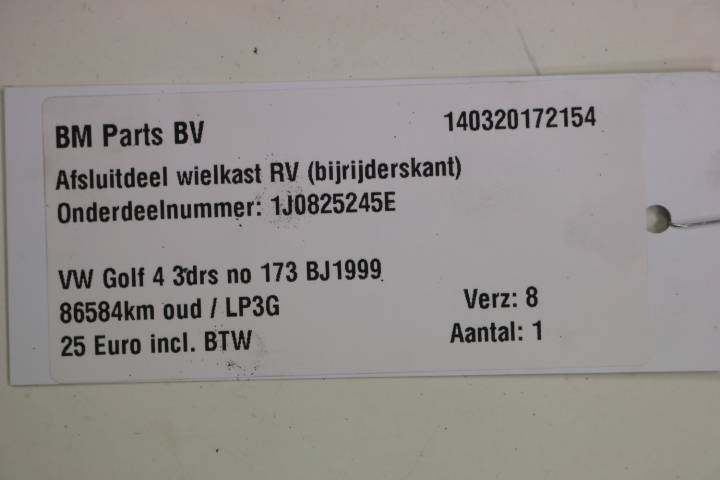 BM Parts BV 140320172154
Afsluitdeel wielkast RV (bijrijderskant)
Onderdeelnummer: 1J0825245E
VW Golf 4 3drs no 173 BJ1999
86584km oud / LP3G Verz: 8
25 Euro incl. BTW Aantal: 1